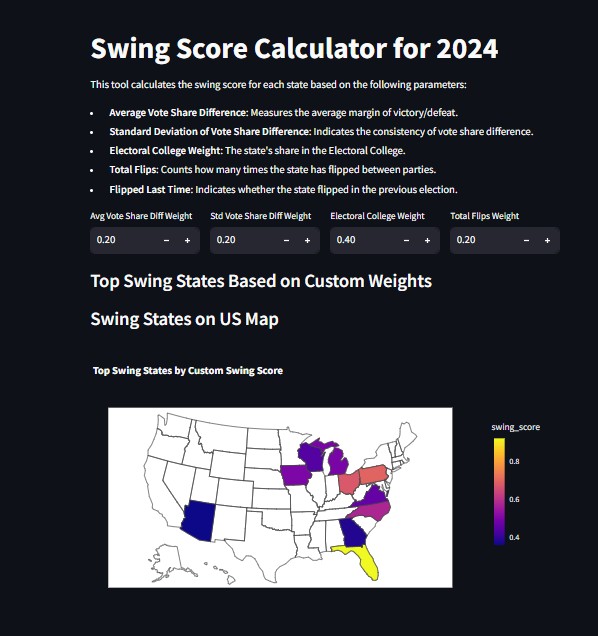 Swing Score Calculator for 2024
This tool calculates the swing score for each state based on the following parameters:
• Average Vote Share Difference: Measures the average margin of victory/defeat.
• Standard Deviation of Vote Share Difference: Indicates the consistency of vote share difference.
• Electoral College Weight: The state's share in the Electoral College.
• Total Flips: Counts how many times the state has flipped between parties.
• Flipped Last Time: Indicates whether the state flipped in the previous election.
Avg Vote Share Diff Weight Std Vote Share Diff Weight Electoral College Weight Total Flips Weight
0.20 − + 0.20 − + 0.40 − + 0.20 − +
Top Swing States Based on Custom Weights
Swing States on US Map
Top Swing States by Custom Swing Score
swing_score
0.8
0.6
0.4